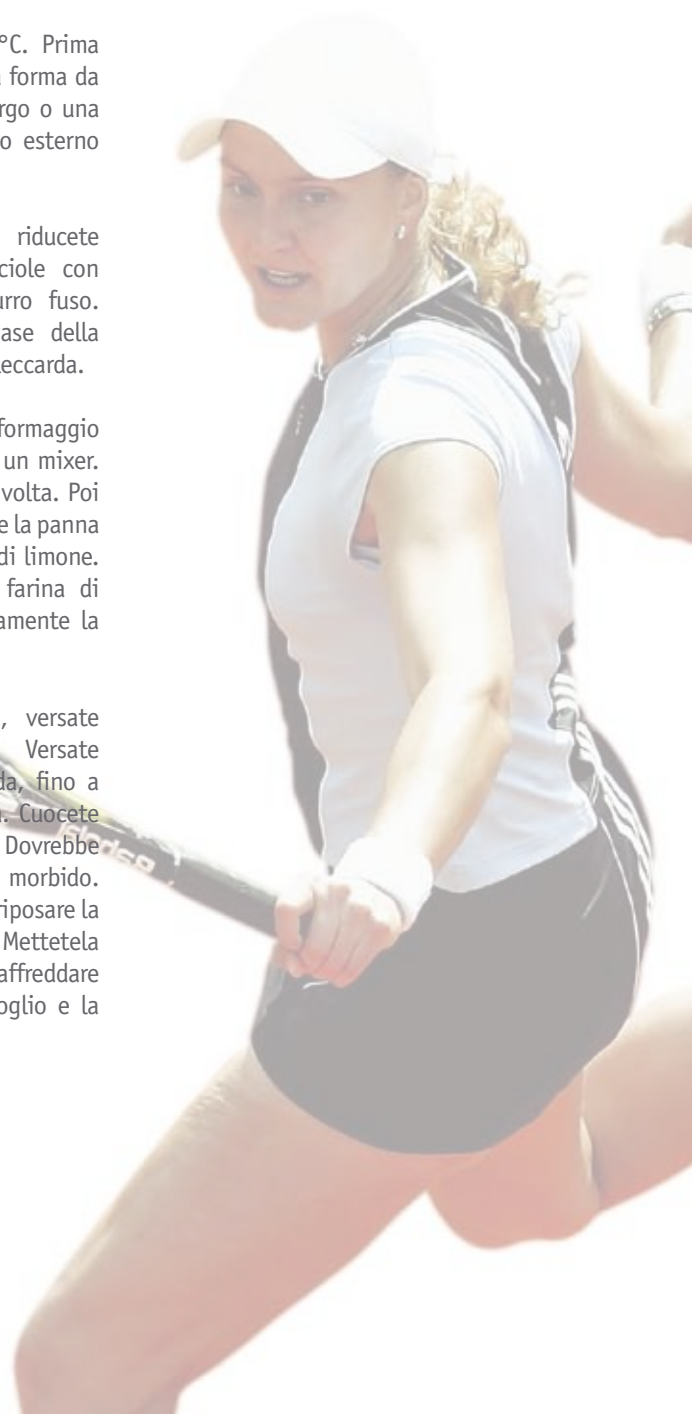 °C. Prima
forma da
rgo o una
o esterno
riducete
ciole con
urro fuso.
ase della
leccarda.
formaggio
un mixer.
volta. Poi
e la panna
di limone.
farina di
amente la
, versate
Versate
da, fino a
. Cuocete
Dovrebbe
morbido.
riposare la
Mettetela
affreddare
oglio e la
Babolat